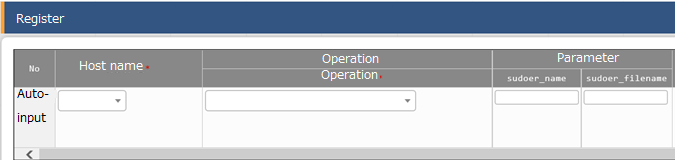 Register
No
Host name*
Operation
Operation*
Parameter
sudoer_name
sudoer_filename
Auto-
input